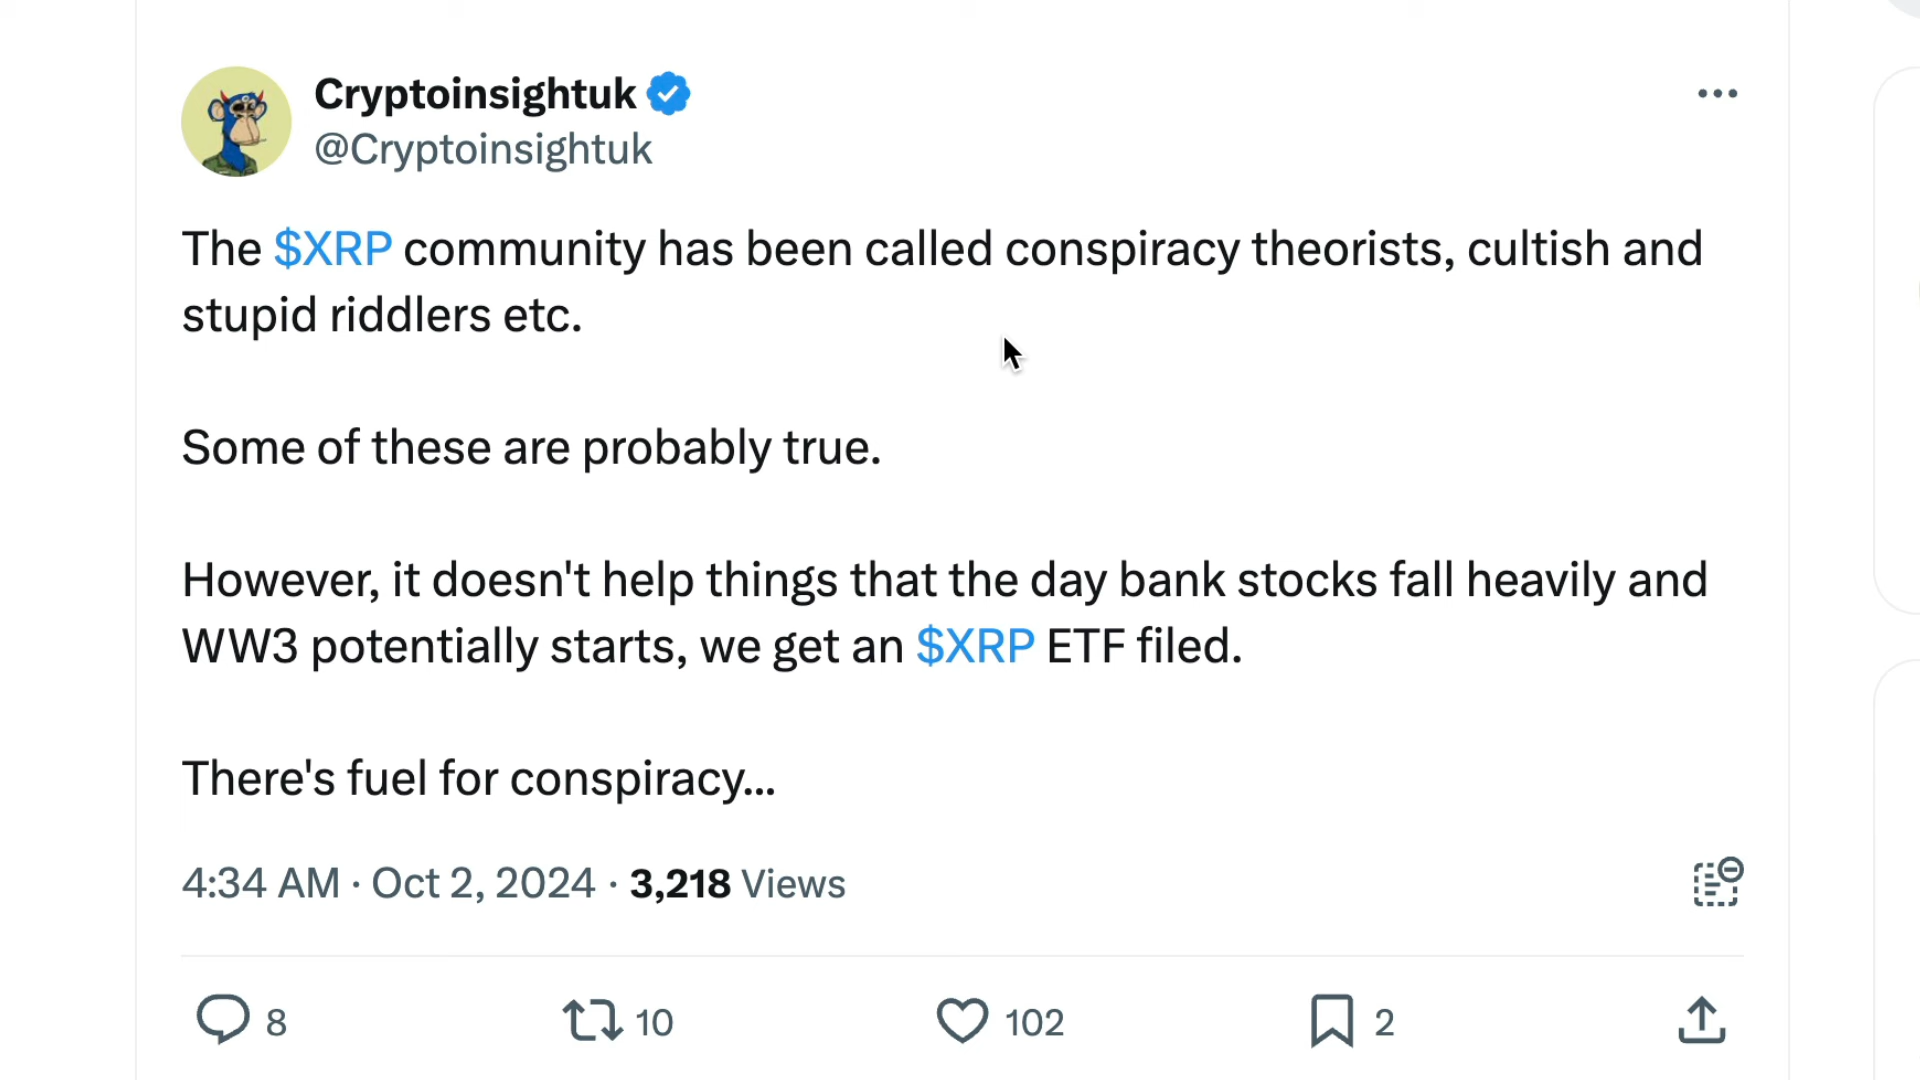 Cryptoinsightuk
@Cryptoinsightuk
The $XRP community has been called conspiracy theorists, cultish and
stupid riddlers etc.
Some of these are probably true.
However, it doesn't help things that the day bank stocks fall heavily and
WW3 potentially starts, we get an $XRP ETF filed.
There's fuel for conspiracy...
4:34 AM · Oct 2, 2024 · 3,218 Views
8 10 102 2